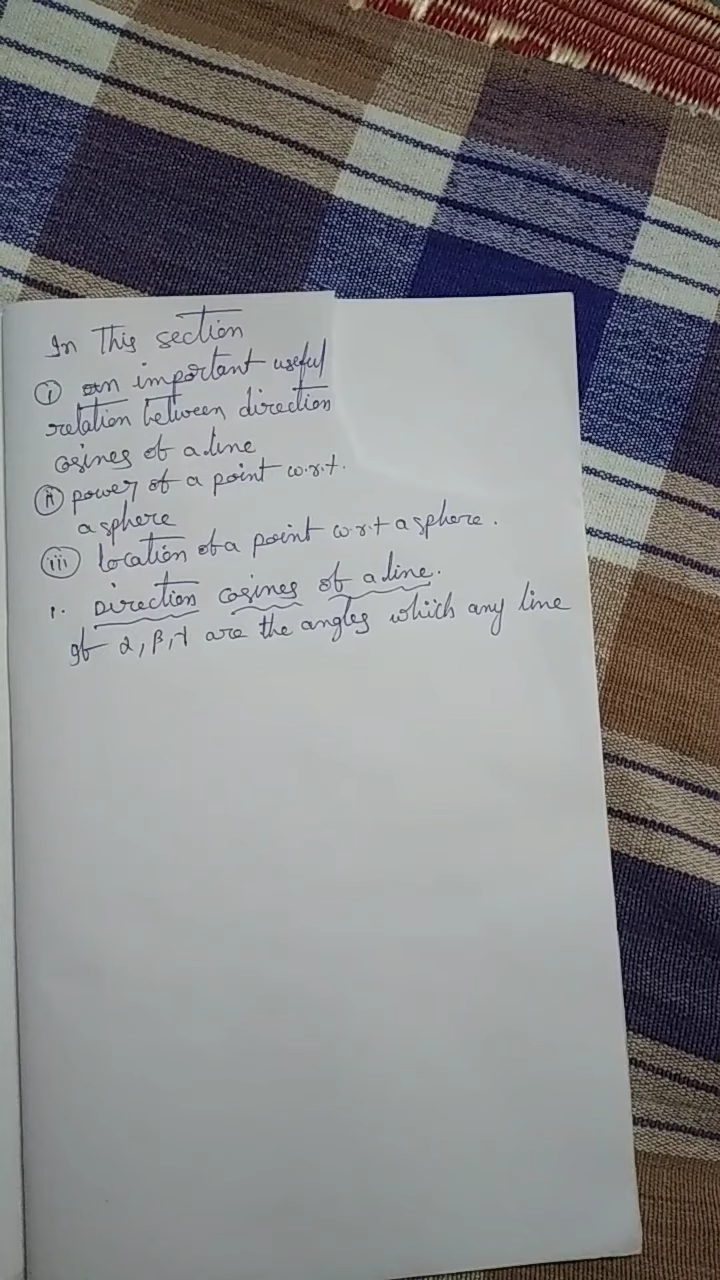 In This section
(i) an important useful
relation between direction
cosines of a line
(ii) power of a point w.r.t.
a sphere
(iii) location of a point w.r.t a sphere.
1. Direction cosines of a line.
If α, β, γ are the angles which any line